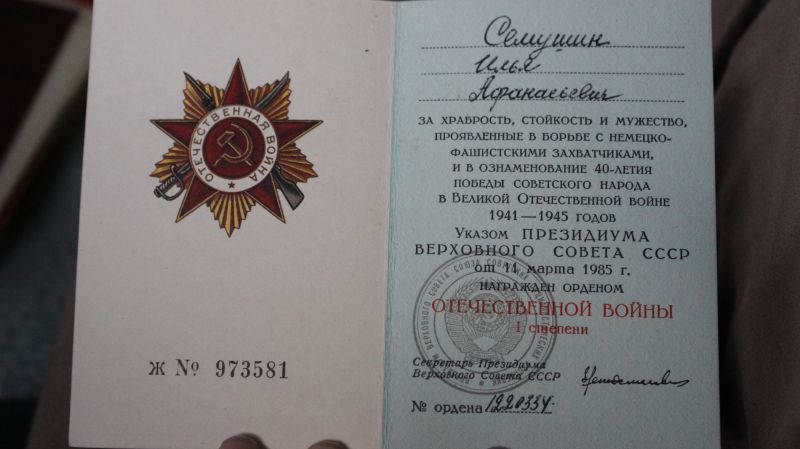 ОТЕЧЕСТВЕННАЯ ВОЙНА
Ж № 973581
Семушин
Илья
Афанасьевич
ЗА ХРАБРОСТЬ, СТОЙКОСТЬ И МУЖЕСТВО,
ПРОЯВЛЕННЫЕ В БОРЬБЕ С НЕМЕЦКО-
ФАШИСТСКИМИ ЗАХВАТЧИКАМИ,
И В ОЗНАМЕНОВАНИЕ 40-ЛЕТИЯ
ПОБЕДЫ СОВЕТСКОГО НАРОДА
В ВЕЛИКОЙ ОТЕЧЕСТВЕННОЙ ВОЙНЕ
1941—1945 ГОДОВ
УКАЗОМ ПРЕЗИДИУМА
ВЕРХОВНОГО СОВЕТА СССР
от 11 марта 1985 г.
НАГРАЖДЕН ОРДЕНОМ
ОТЕЧЕСТВЕННОЙ ВОЙНЫ
I степени
Секретарь Президиума
Верховного Совета СССР
№ ордена 1220334